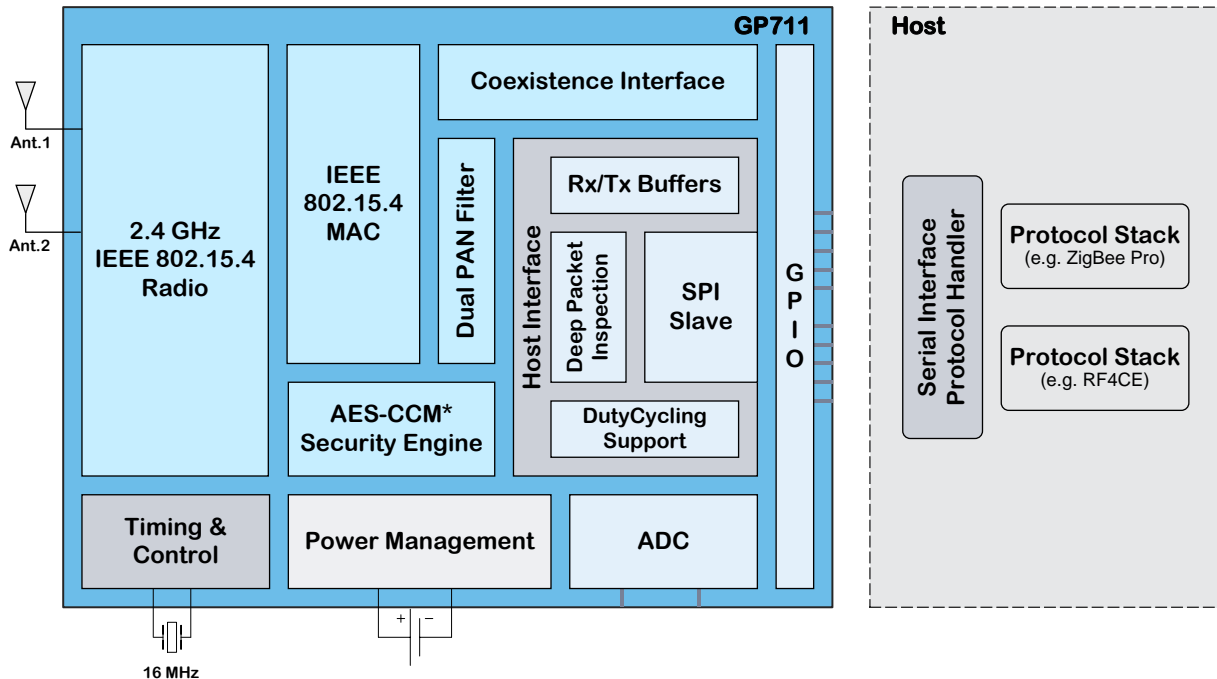 GP711
Host
Ant.1
Ant.2
2.4 GHz
IEEE 802.15.4
Radio
IEEE
802.15.4
MAC
Coexistence Interface
Dual PAN Filter
Host Interface
Rx/Tx Buffers
Deep Packet
Inspection
SPI
Slave
DutyCycling
Support
AES-CCM*
Security Engine
Timing &
Control
Power Management
ADC
G
P
I
O
16 MHz
+
−
Serial Interface
Protocol Handler
Protocol Stack
(e.g. ZigBee Pro)
Protocol Stack
(e.g. RF4CE)